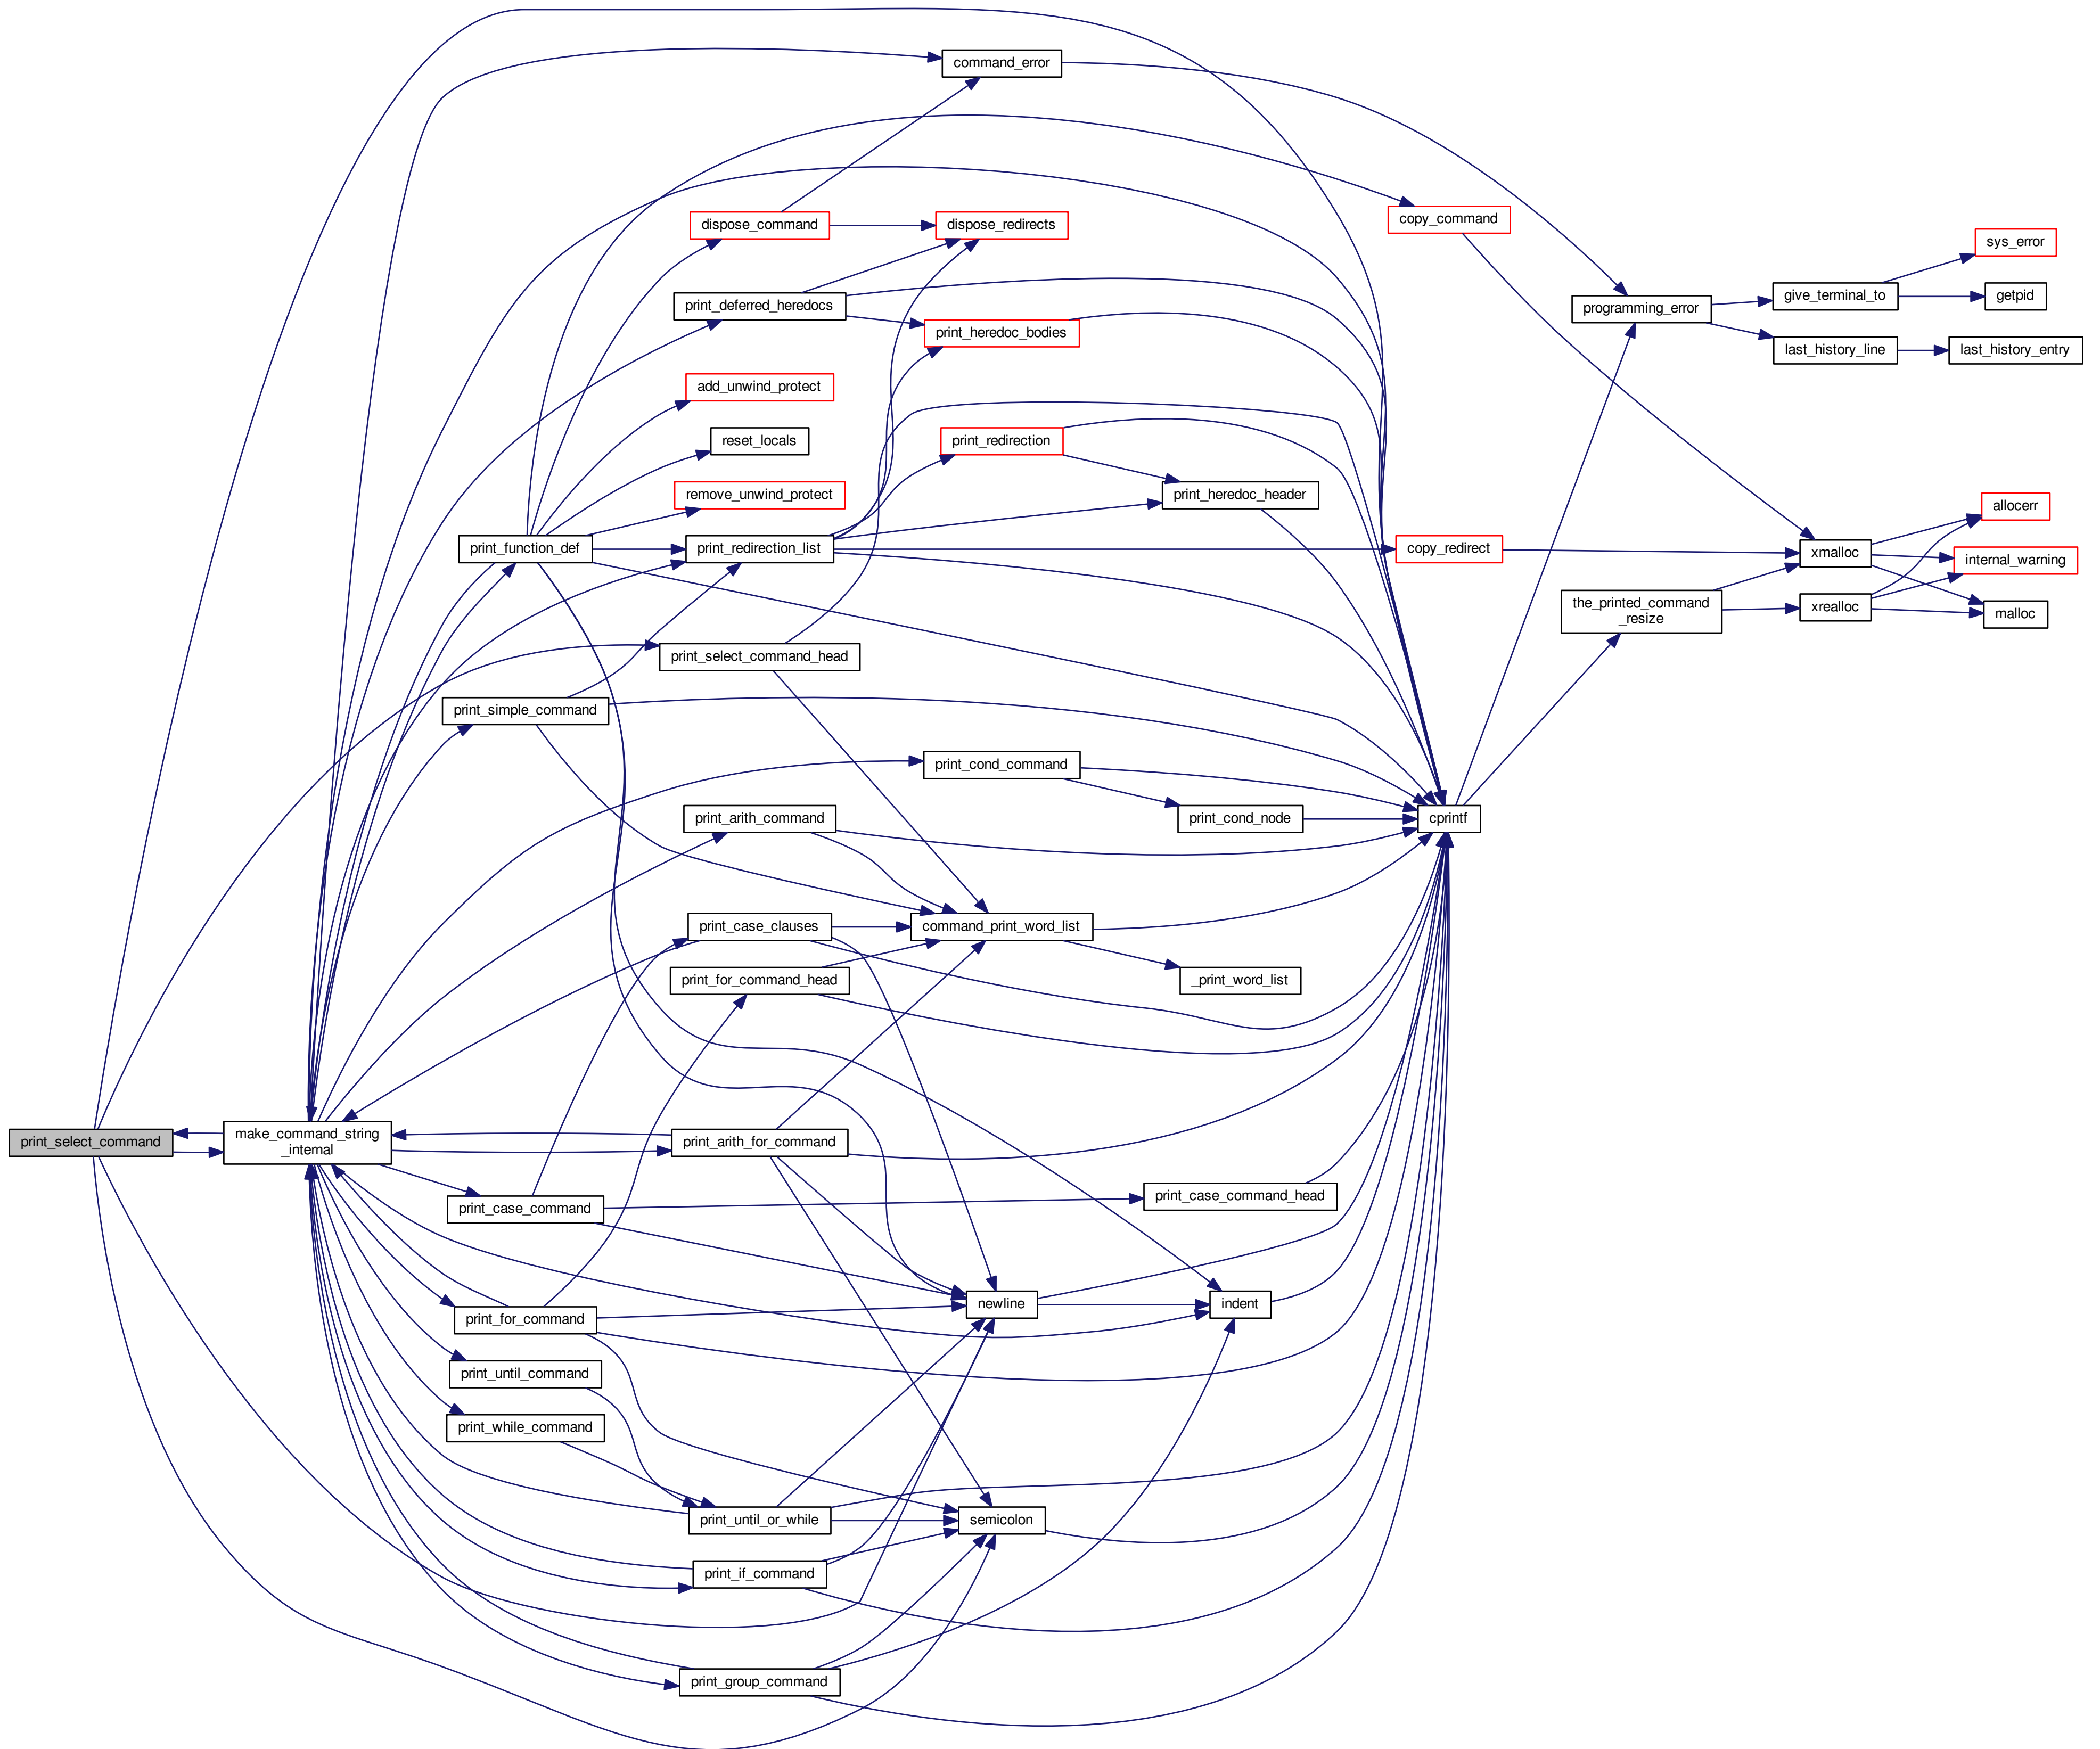 command_error
dispose_command
dispose_redirects
copy_command
sys_error
print_deferred_heredocs
programming_error
give_terminal_to
getpid
print_heredoc_bodies
last_history_line
last_history_entry
add_unwind_protect
reset_locals
print_redirection
remove_unwind_protect
print_heredoc_header
allocerr
print_function_def
print_redirection_list
copy_redirect
xmalloc
internal_warning
the_printed_command
_resize
xrealloc
malloc
print_select_command_head
print_simple_command
print_cond_command
print_arith_command
print_cond_node
cprintf
print_case_clauses
command_print_word_list
print_for_command_head
_print_word_list
print_select_command
make_command_string
_internal
print_arith_for_command
print_case_command
print_case_command_head
print_for_command
newline
indent
print_until_command
print_while_command
print_until_or_while
semicolon
print_if_command
print_group_command